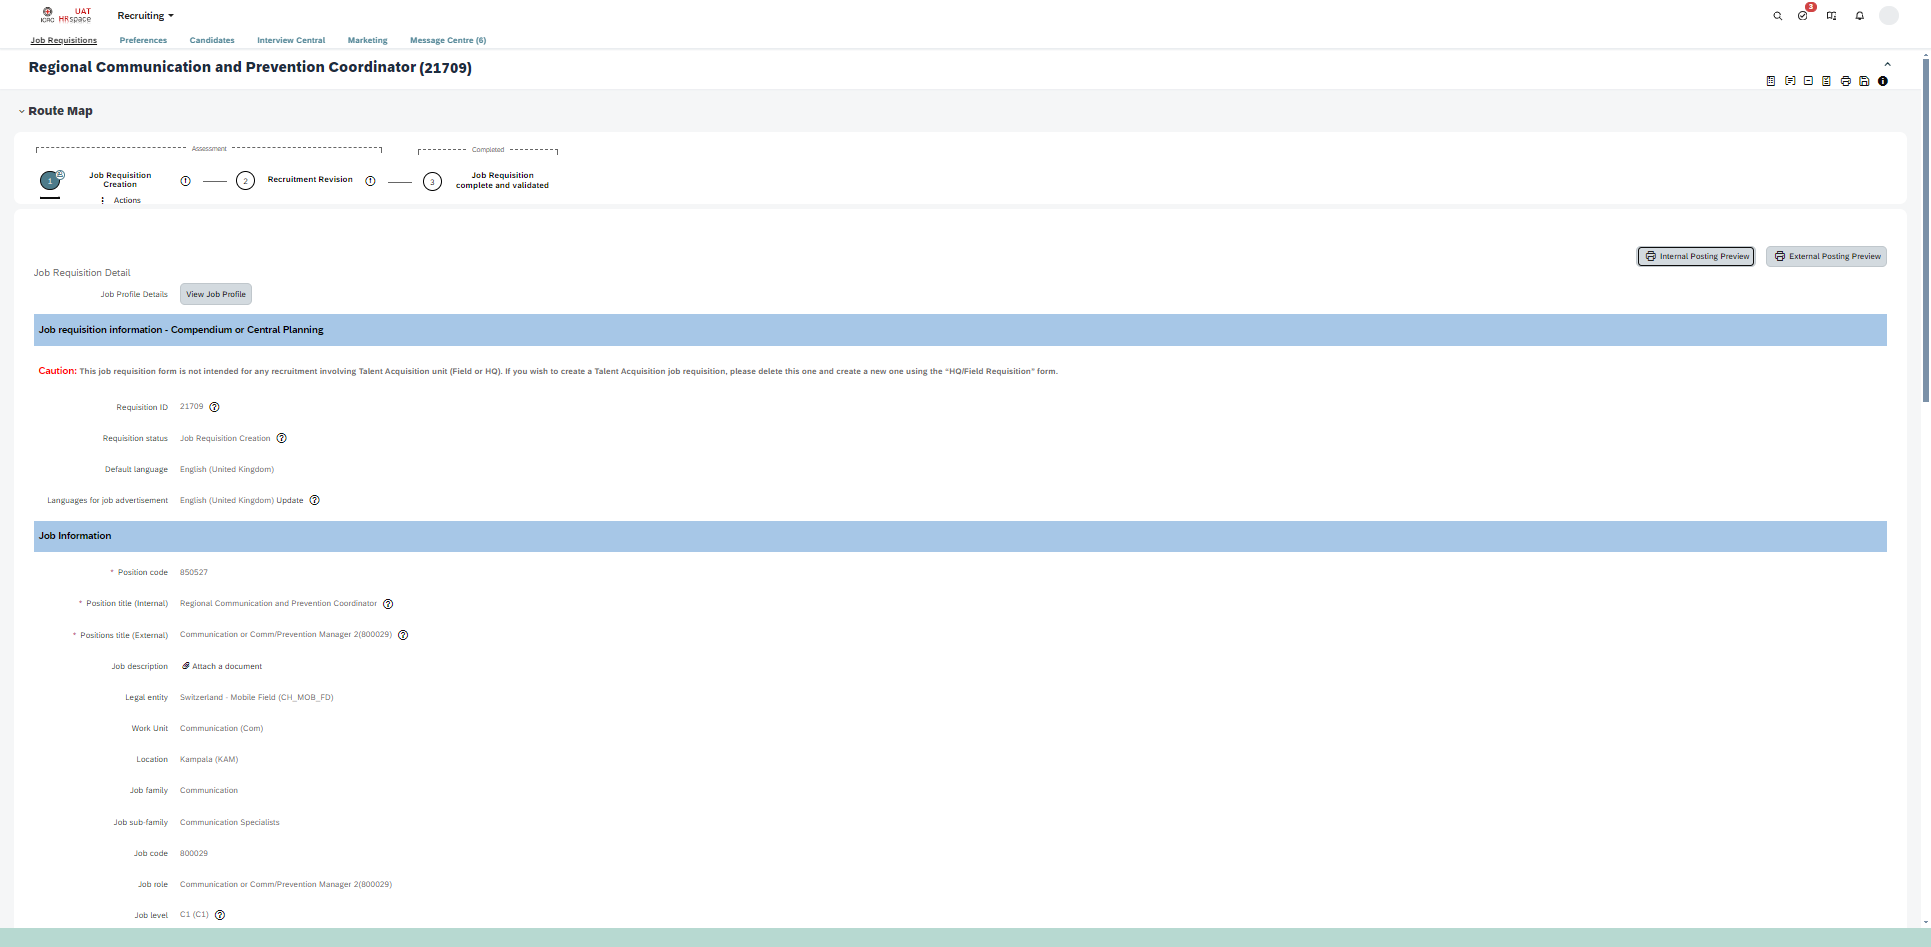 ICRC UAT HRspace Recruiting 3
Job Requisitions Preferences Candidates Interview Central Marketing Message Centre (6)
Regional Communication and Prevention Coordinator (21709)
Route Map
Assessment Completed
1 Job Requisition Creation 2 Recruitment Revision 3 Job Requisition complete and validated
Actions
Internal Posting Preview External Posting Preview
Job Requisition Detail
Job Profile Details View Job Profile
Job requisition information - Compendium or Central Planning
Caution: This job requisition form is not intended for any recruitment involving Talent Acquisition unit (Field or HQ). If you wish to create a Talent Acquisition job requisition, please delete this one and create a new one using the “HQ/Field Requisition” form.
Requisition ID 21709
Requisition status Job Requisition Creation
Default language English (United Kingdom)
Languages for job advertisement English (United Kingdom) Update
Job Information
* Position code 850527
* Position title (Internal) Regional Communication and Prevention Coordinator
* Positions title (External) Communication or Comm/Prevention Manager 2(800029)
Job description Attach a document
Legal entity Switzerland - Mobile Field (CH_MOB_FD)
Work Unit Communication (Com)
Location Kampala (KAM)
Job family Communication
Job sub-family Communication Specialists
Job code 800029
Job role Communication or Comm/Prevention Manager 2(800029)
Job level C1 (C1)